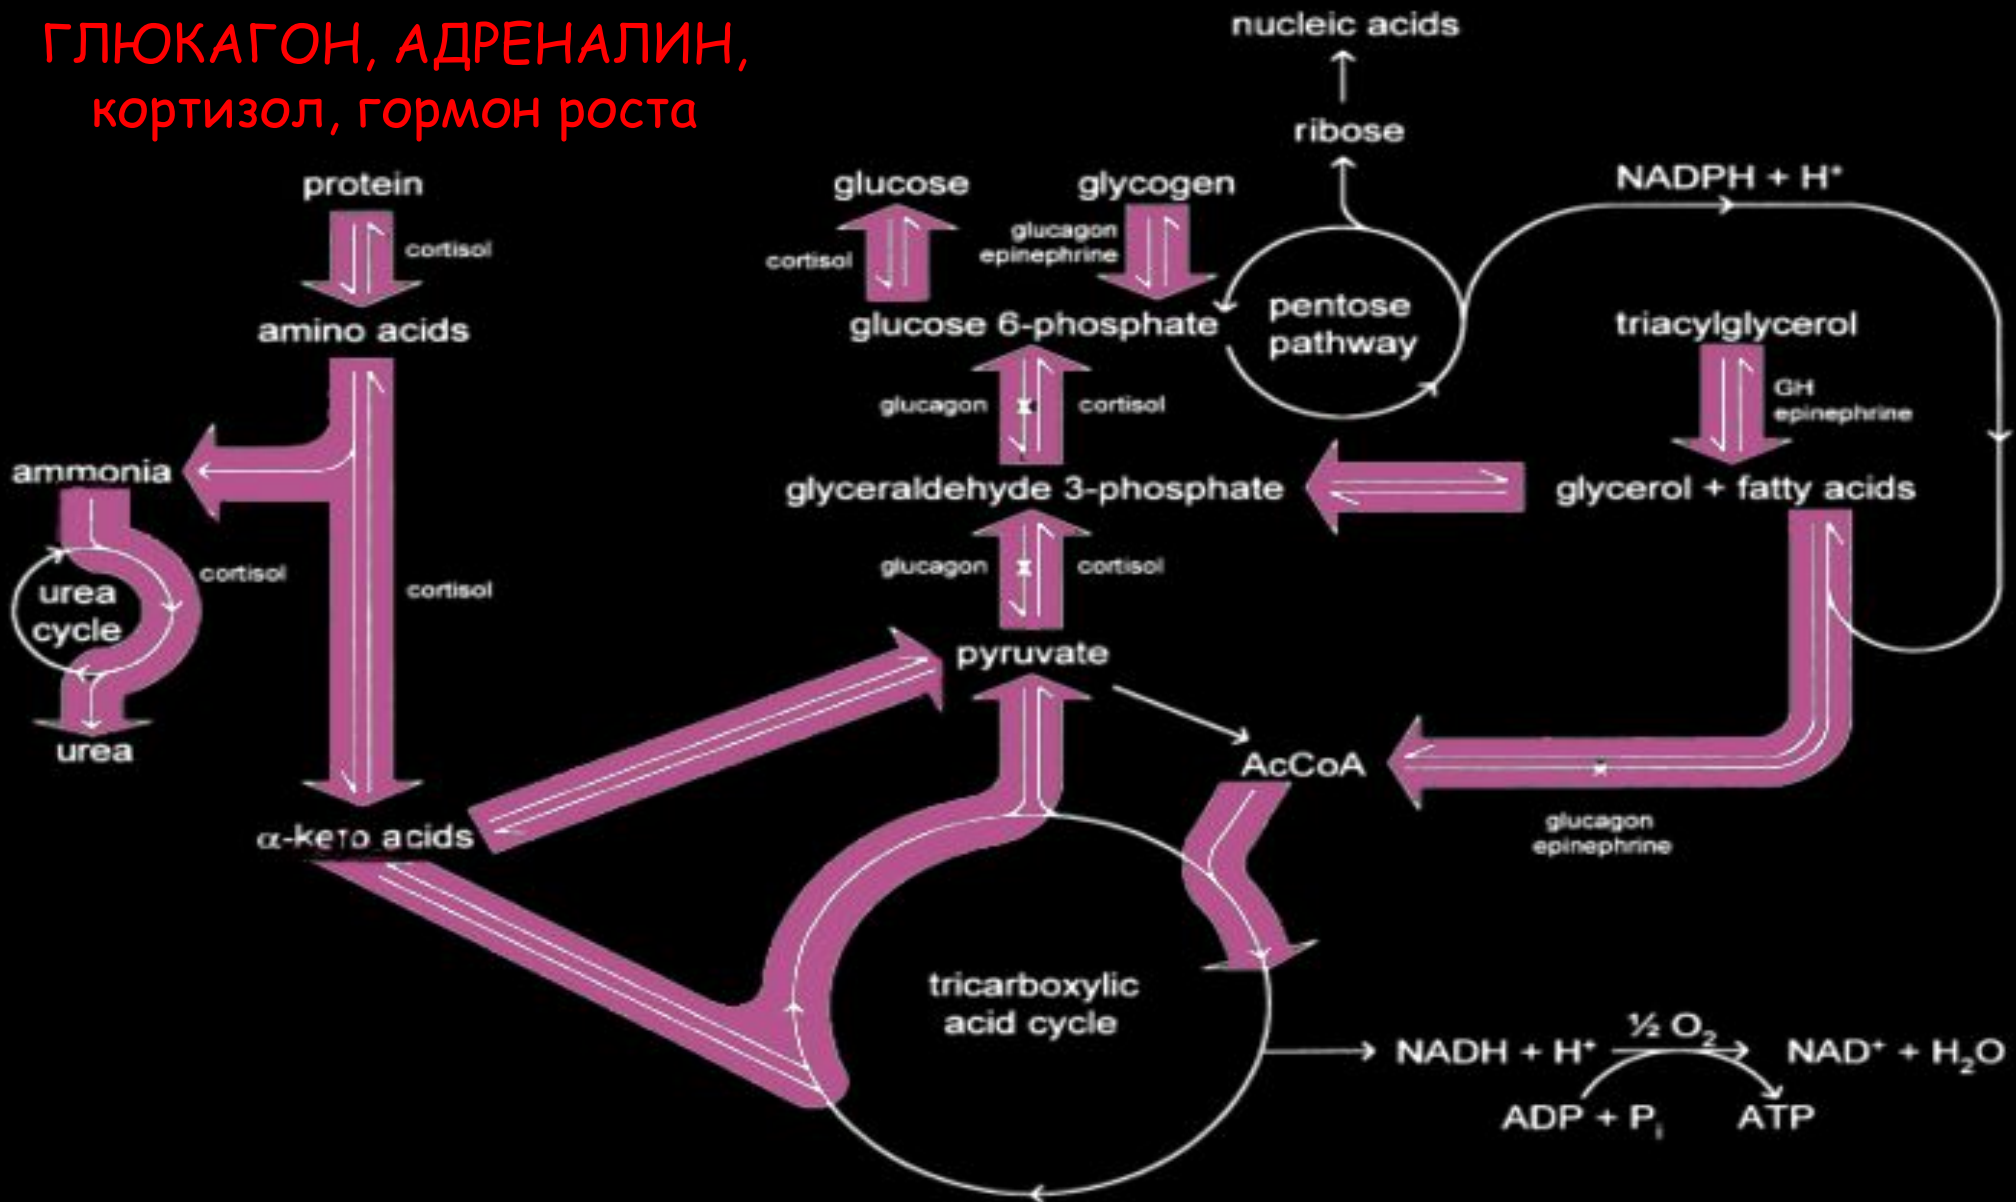 ГЛЮКАГОН, АДРЕНАЛИН,
кортизол, гормон роста
nucleic acids
ribose
NADPH + H⁺
protein
glucose
glycogen
cortisol
cortisol
glucagon
epinephrine
amino acids
glucose 6-phosphate
pentose
pathway
triacylglycerol
glucagon
cortisol
GH
epinephrine
ammonia
glyceraldehyde 3-phosphate
glycerol + fatty acids
cortisol
urea
cycle
cortisol
glucagon
cortisol
pyruvate
urea
AcCoA
α-keto acids
glucagon
epinephrine
tricarboxylic
acid cycle
NADH + H⁺
½ O₂
NAD⁺ + H₂O
ADP + Pᵢ
ATP